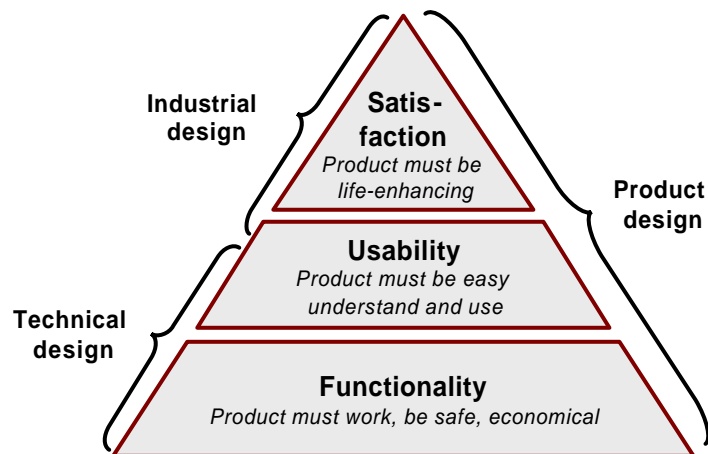 Industrial
design
Satis-
faction
Product must be
life-enhancing
Product
design
Usability
Product must be easy
understand and use
Technical
design
Functionality
Product must work, be safe, economical